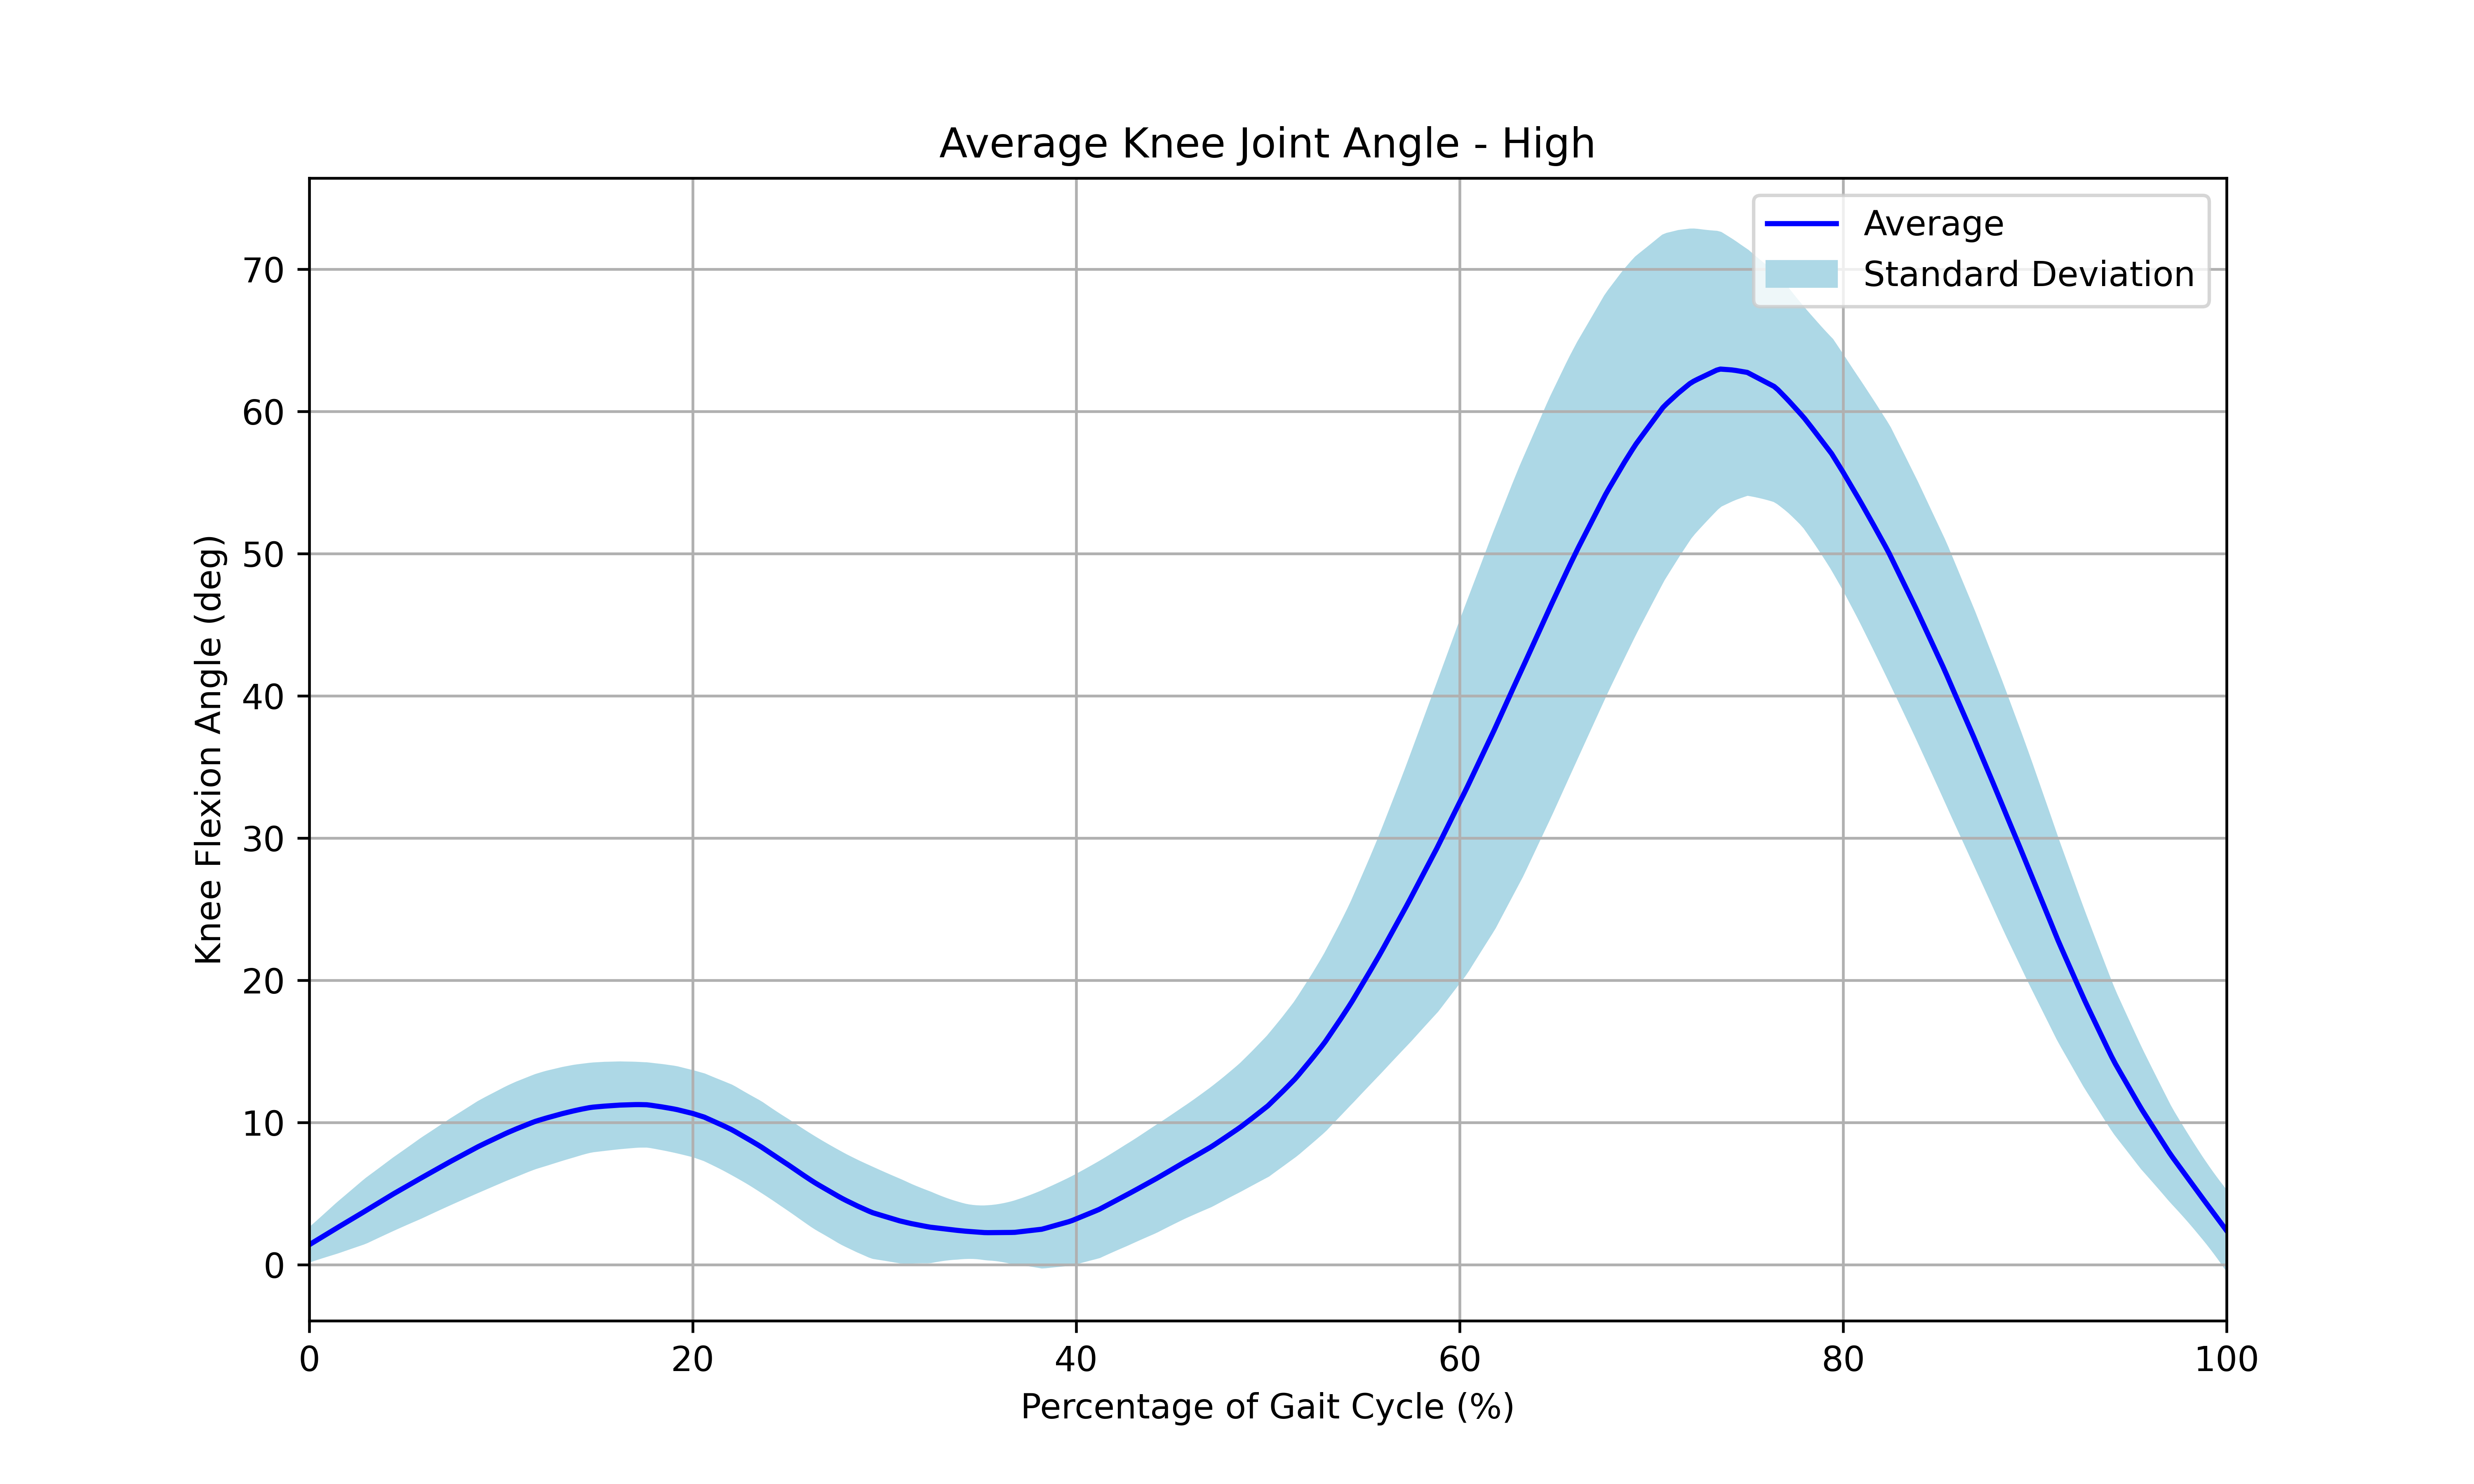 Average Knee Joint Angle - High
Average
Standard Deviation
Knee Flexion Angle (deg)
70
60
50
40
30
20
10
0
0 20 40 60 80 100
Percentage of Gait Cycle (%)